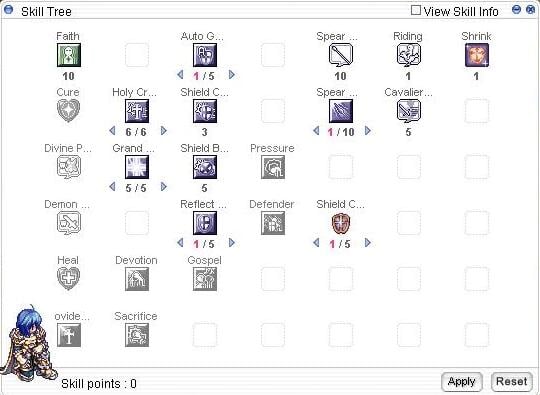 Skill Tree View Skill Info
Faith Auto G... Spear ... Riding Shrink
10 1 / 5 10 1 1
Cure Holy Cr... Shield C... Spear ... Cavalier...
6 / 6 3 1 / 10 5
Divine P... Grand ... Shield B... Pressure
5 / 5 5
Demon ... Reflect ... Defender Shield C...
1 / 5 1 / 5
Heal Devotion Gospel
ovide... Sacrifice
Skill points : 0 Apply Reset